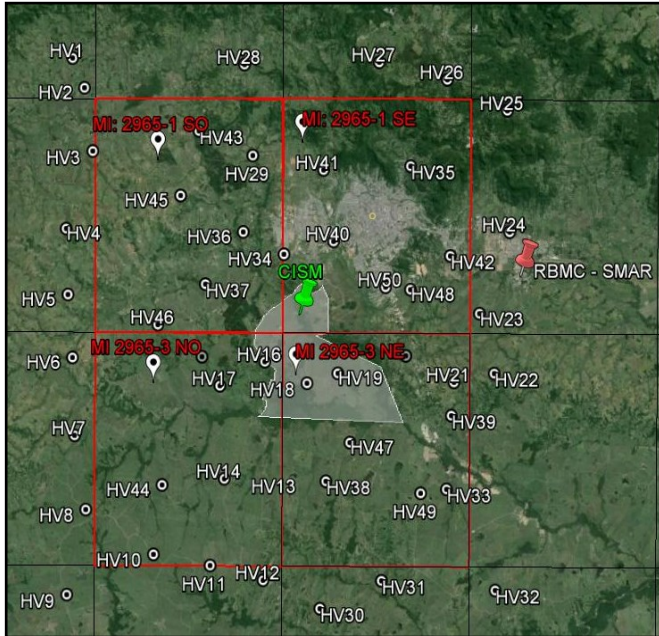 HV1
HV28
HV27
HV26
HV2
HV25
MI: 2965-1 SO
HV43
MI: 2965-1 SE
HV3
HV29
HV41
HV35
HV45
HV4
HV36
HV40
HV24
HV34
HV42
CISM
RBMC - SMAR
HV5
HV37
HV50
HV48
HV46
HV23
MI 2965-3 NO
HV16
MI 2965-3 NE
HV6
HV17
HV18
HV19
HV21
HV22
HV7
HV39
HV47
HV14
HV44
HV13
HV38
HV49
HV33
HV8
HV10
HV11
HV12
HV31
HV9
HV30
HV32